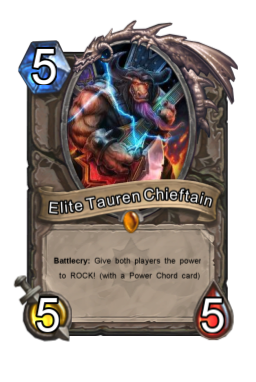 5
Elite Tauren Chieftain
Battlecry: Give both players the power
to ROCK! (with a Power Chord card)
5
5